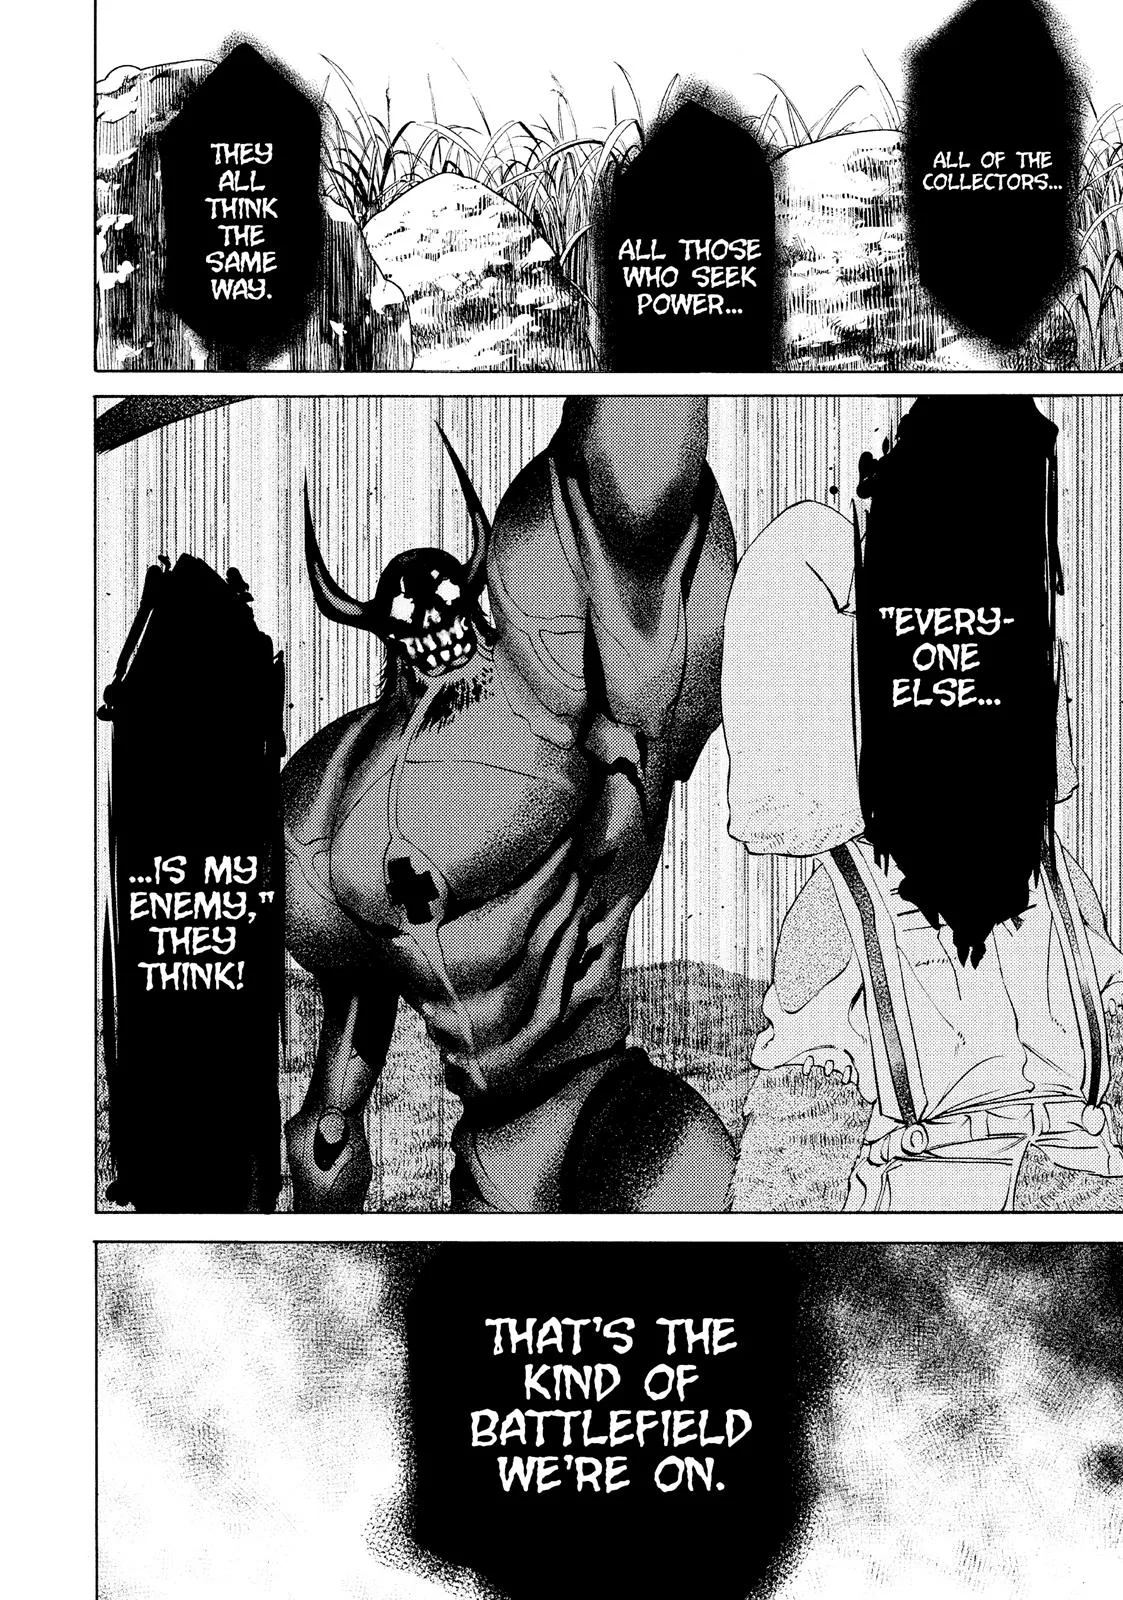 ALL OF THE
COLLECTORS...
ALL THOSE
WHO SEEK
POWER...
THEY
ALL
THINK
THE
SAME
WAY.
"EVERY-
ONE
ELSE...
...IS MY
ENEMY,"
THEY
THINK!
THAT'S THE
KIND OF
BATTLEFIELD
WE'RE ON.